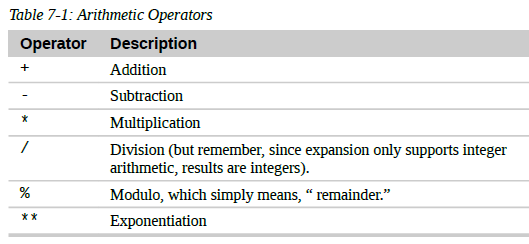 Table 7-1: Arithmetic Operators
Operator Description
+ Addition
- Subtraction
* Multiplication
/ Division (but remember, since expansion only supports integer
arithmetic, results are integers).
% Modulo, which simply means, “ remainder.”
** Exponentiation